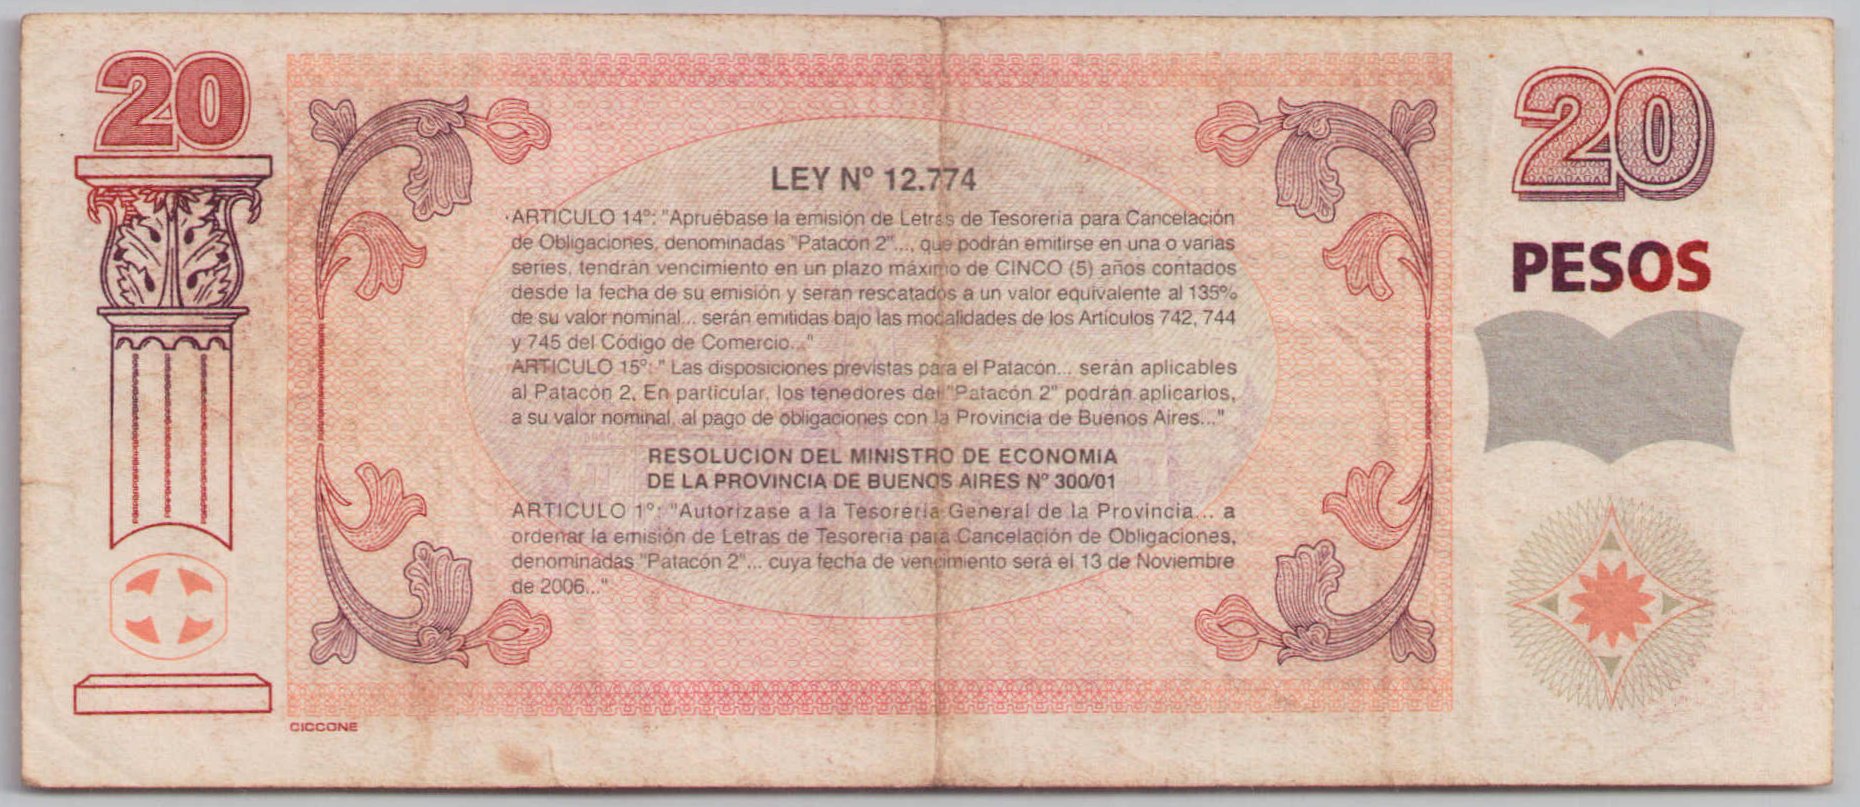 20
20
PESOS
LEY Nº 12.774
ARTICULO 14º: "Apruébase la emisión de Letras de Tesorería para Cancelación
de Obligaciones, denominadas "Patacón 2"..., que podrán emitirse en una o varias
series, tendrán vencimiento en un plazo máximo de CINCO (5) años contados
desde la fecha de su emisión y serán rescatados a un valor equivalente al 135%
de su valor nominal... serán emitidas bajo las modalidades de los Artículos 742, 744
y 745 del Código de Comercio..."
ARTICULO 15º: " Las disposiciones previstas para el Patacón... serán aplicables
al Patacón 2. En particular, los tenedores del "Patacón 2" podrán aplicarlos,
a su valor nominal, al pago de obligaciones con la Provincia de Buenos Aires..."
RESOLUCION DEL MINISTRO DE ECONOMIA
DE LA PROVINCIA DE BUENOS AIRES Nº 300/01
ARTICULO 1º: "Autorízase a la Tesorería General de la Provincia... a
ordenar la emisión de Letras de Tesorería para Cancelación de Obligaciones,
denominadas "Patacón 2"... cuya fecha de vencimiento será el 13 de Noviembre
de 2006..."
CICCONE